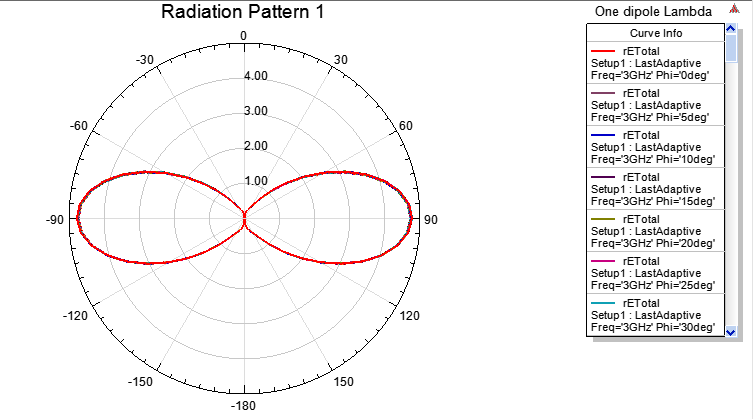 Radiation Pattern 1
One dipole Lambda
0
-30
30
4.00
3.00
-60
60
2.00
1.00
-90
90
-120
120
-150
150
-180
Curve Info
rETotal
Setup1 : LastAdaptive
Freq='3GHz' Phi='0deg'
rETotal
Setup1 : LastAdaptive
Freq='3GHz' Phi='5deg'
rETotal
Setup1 : LastAdaptive
Freq='3GHz' Phi='10deg'
rETotal
Setup1 : LastAdaptive
Freq='3GHz' Phi='15deg'
rETotal
Setup1 : LastAdaptive
Freq='3GHz' Phi='20deg'
rETotal
Setup1 : LastAdaptive
Freq='3GHz' Phi='25deg'
rETotal
Setup1 : LastAdaptive
Freq='3GHz' Phi='30deg'